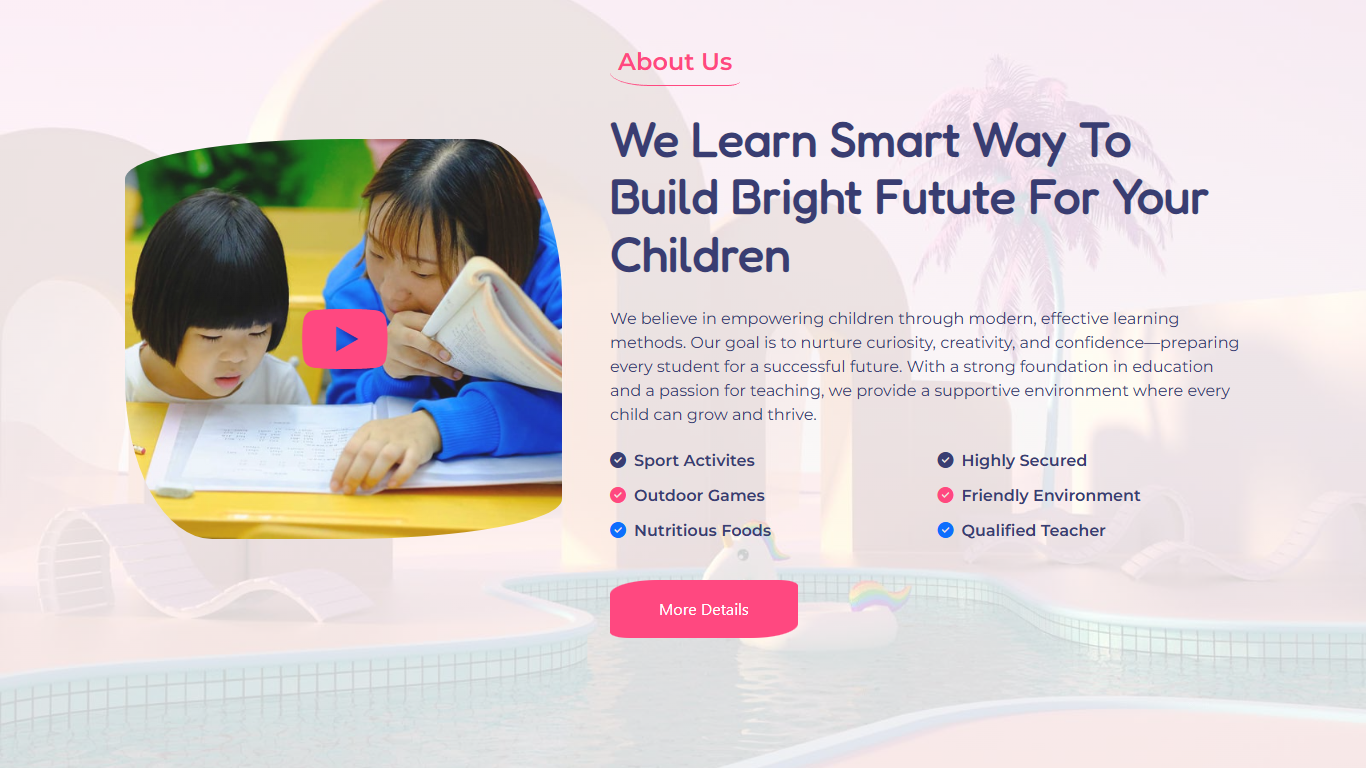 About Us
We Learn Smart Way To
Build Bright Futute For Your
Children
We believe in empowering children through modern, effective learning
methods. Our goal is to nurture curiosity, creativity, and confidence—preparing
every student for a successful future. With a strong foundation in education
and a passion for teaching, we provide a supportive environment where every
child can grow and thrive.
Sport Activites
Highly Secured
Outdoor Games
Friendly Environment
Nutritious Foods
Qualified Teacher
More Details